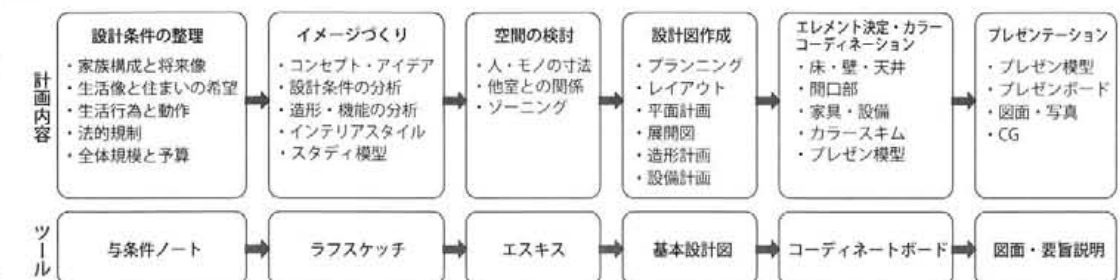 計画内容
設計条件の整理
・家族構成と将来像
・生活像と住まいの希望
・生活行為と動作
・法的規制
・全体規模と予算
イメージづくり
・コンセプト・アイデア
・設計条件の分析
・造形・機能の分析
・インテリアスタイル
・スタディ模型
空間の検討
・人・モノの寸法
・他室との関係
・ゾーニング
設計図作成
・プランニング
・レイアウト
・平面計画
・展開図
・造形計画
・設備計画
エレメント決定・カラー
コーディネーション
・床・壁・天井
・開口部
・家具・設備
・カラースキム
・プレゼン模型
プレゼンテーション
・プレゼン模型
・プレゼンボード
・図面・写真
・CG
ツール
与条件ノート
ラフスケッチ
エスキス
基本設計図
コーディネートボード
図面・要旨説明